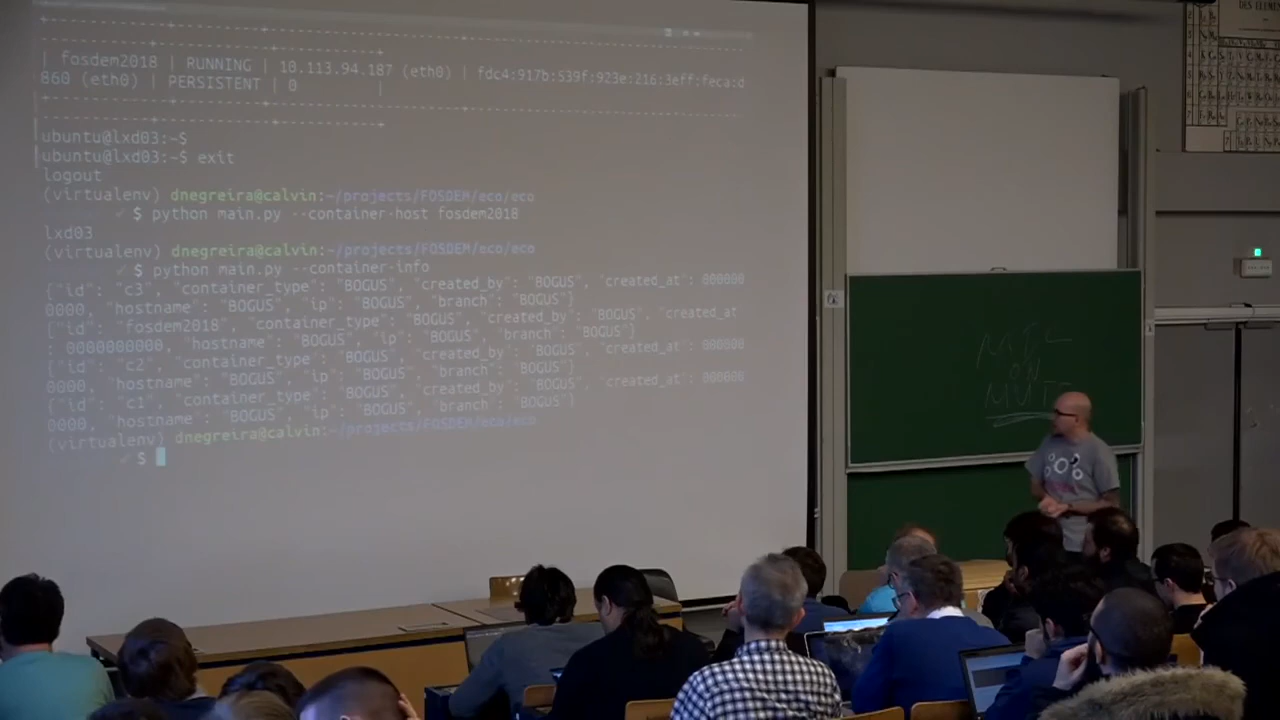 | fosdem2018 | RUNNING | 10.113.94.187 (eth0) | fdc4:917b:539f:923e:216:3eff:feca:d
860 (eth0) | PERSISTENT | 0 |
ubuntu@lxd03:~$
ubuntu@lxd03:~$ exit
logout
(virtualenv) dnegreira@calvin:~/projects/FOSDEM/eco/eco
✓ $ python main.py --container-host fosdem2018
lxd03
(virtualenv) dnegreira@calvin:~/projects/FOSDEM/eco/eco
✓ $ python main.py --container-info
{"id": "c3", "container_type": "BOGUS", "created_by": "BOGUS", "created_at": 000000
0000, "hostname": "BOGUS", "ip": "BOGUS", "branch": "BOGUS"}
{"id": "fosdem2018", "container_type": "BOGUS", "created_by": "BOGUS", "created_at"
: 0000000000, "hostname": "BOGUS", "ip": "BOGUS", "branch": "BOGUS"}
{"id": "c2", "container_type": "BOGUS", "created_by": "BOGUS", "created_at": 000000
0000, "hostname": "BOGUS", "ip": "BOGUS", "branch": "BOGUS"}
{"id": "c1", "container_type": "BOGUS", "created_by": "BOGUS", "created_at": 000000
0000, "hostname": "BOGUS", "ip": "BOGUS", "branch": "BOGUS"}
(virtualenv) dnegreira@calvin:~/projects/FOSDEM/eco/eco
✓ $
MIC
ON
MUTE